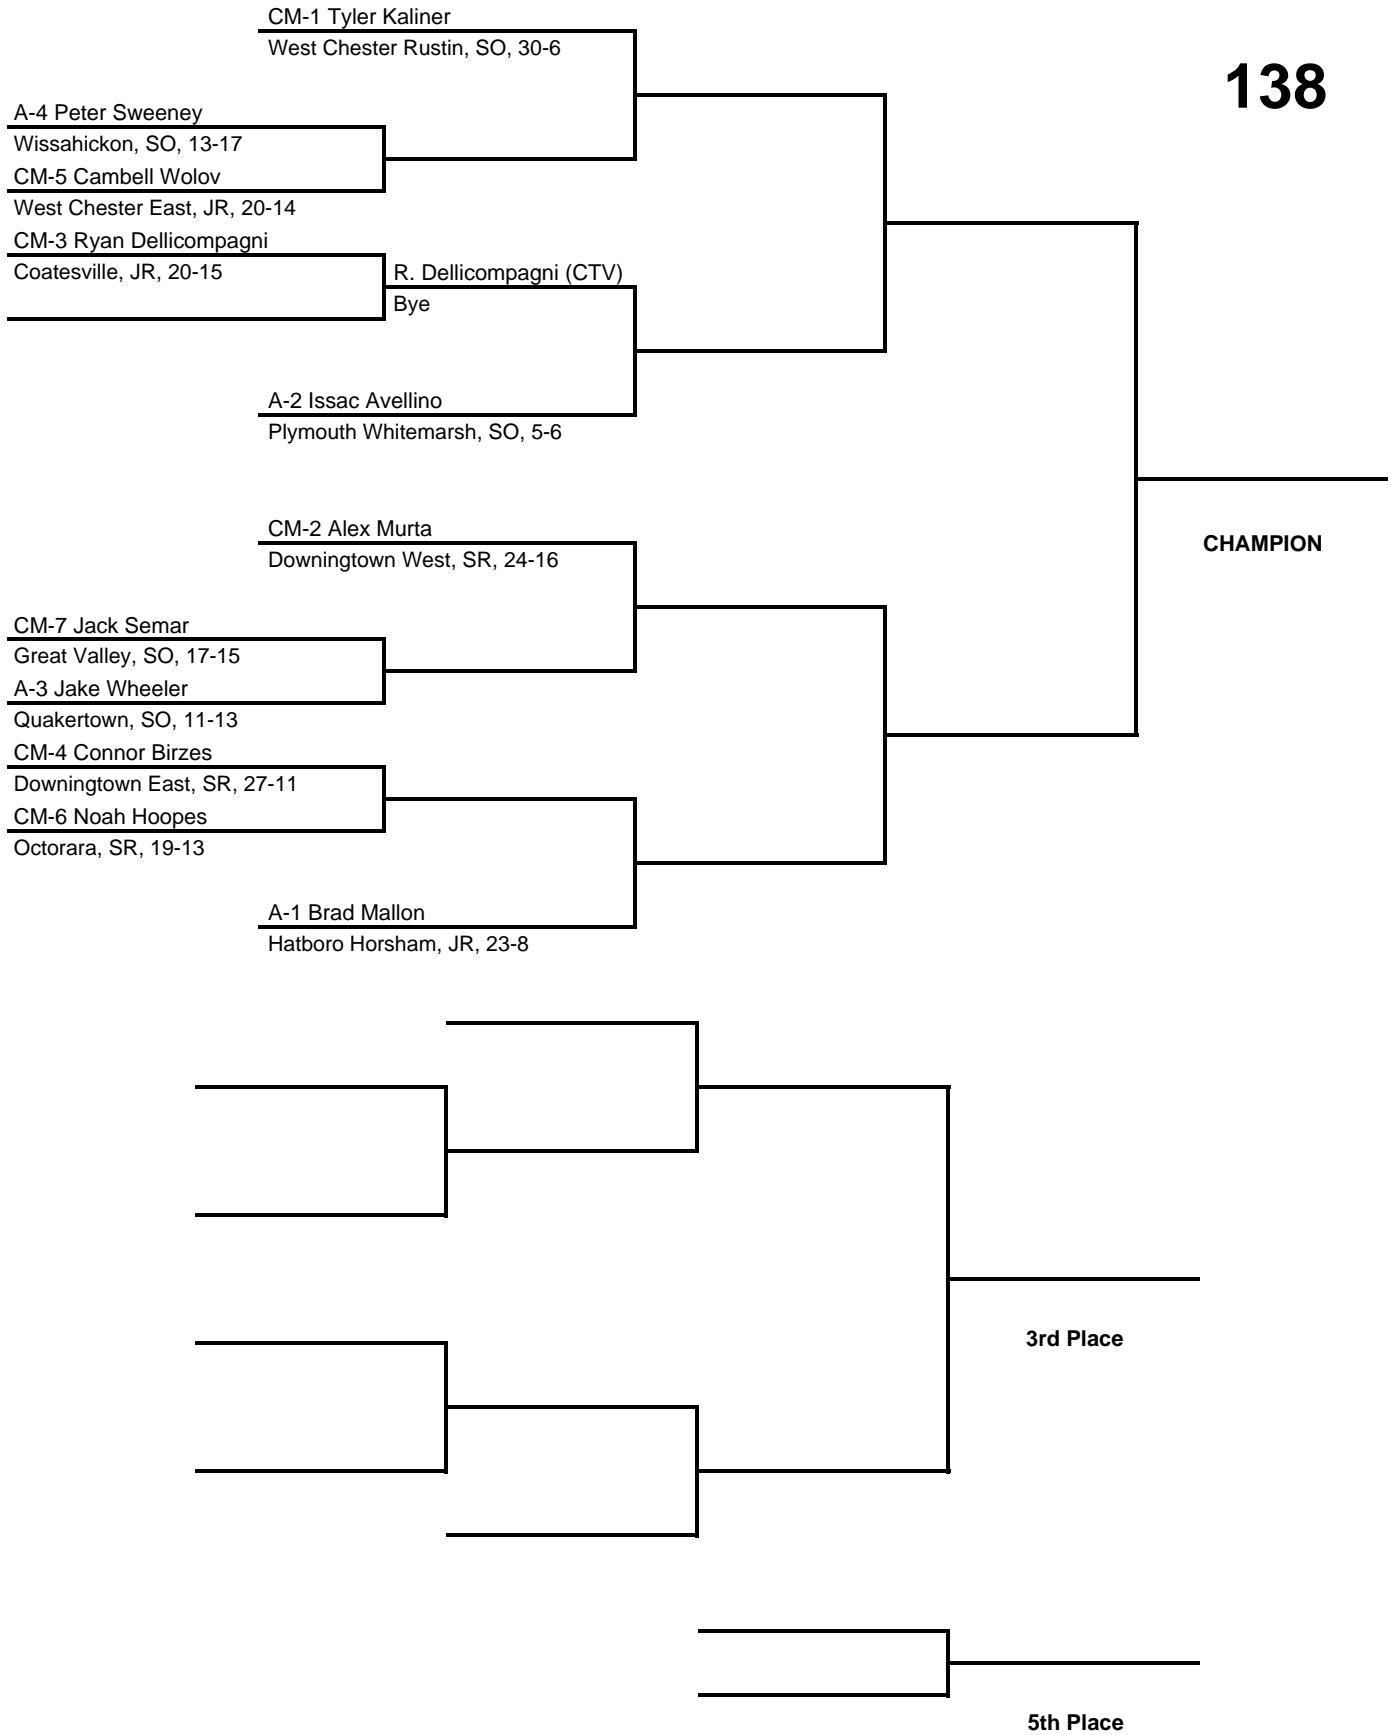 CM-1 Tyler Kaliner
West Chester Rustin, SO, 30-6
138
A-4 Peter Sweeney
Wissahickon, SO, 13-17
CM-5 Cambell Wolov
West Chester East, JR, 20-14
CM-3 Ryan Dellicompagni
Coatesville, JR, 20-15
R. Dellicompagni (CTV)
Bye
A-2 Issac Avellino
Plymouth Whitemarsh, SO, 5-6
CM-2 Alex Murta
Downingtown West, SR, 24-16
CHAMPION
CM-7 Jack Semar
Great Valley, SO, 17-15
A-3 Jake Wheeler
Quakertown, SO, 11-13
CM-4 Connor Birzes
Downingtown East, SR, 27-11
CM-6 Noah Hoopes
Octorara, SR, 19-13
A-1 Brad Mallon
Hatboro Horsham, JR, 23-8
3rd Place
5th Place